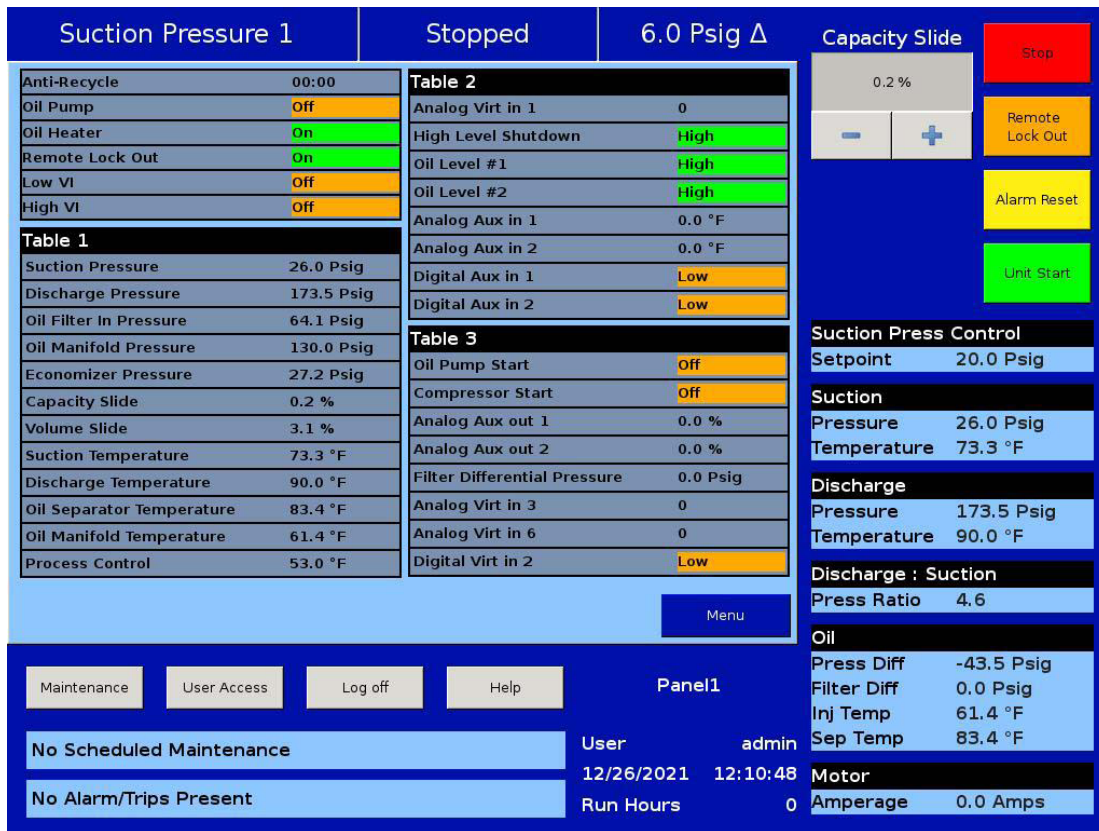 Suction Pressure 1 Stopped 6.0 Psig Δ
Anti-Recycle 00:00
Oil Pump Off
Oil Heater On
Remote Lock Out On
Low VI Off
High VI Off
Table 1
Suction Pressure 26.0 Psig
Discharge Pressure 173.5 Psig
Oil Filter In Pressure 64.1 Psig
Oil Manifold Pressure 130.0 Psig
Economizer Pressure 27.2 Psig
Capacity Slide 0.2 %
Volume Slide 3.1 %
Suction Temperature 73.3 °F
Discharge Temperature 90.0 °F
Oil Separator Temperature 83.4 °F
Oil Manifold Temperature 61.4 °F
Process Control 53.0 °F
Table 2
Analog Virt in 1 0
High Level Shutdown High
Oil Level #1 High
Oil Level #2 High
Analog Aux in 1 0.0 °F
Analog Aux in 2 0.0 °F
Digital Aux in 1 Low
Digital Aux in 2 Low
Table 3
Oil Pump Start Off
Compressor Start Off
Analog Aux out 1 0.0 %
Analog Aux out 2 0.0 %
Filter Differential Pressure 0.0 Psig
Analog Virt in 3 0
Analog Virt in 6 0
Digital Virt in 2 Low
Menu
Capacity Slide
0.2 %
Stop
Remote
Lock Out
Alarm Reset
Unit Start
Suction Press Control
Setpoint 20.0 Psig
Suction
Pressure 26.0 Psig
Temperature 73.3 °F
Discharge
Pressure 173.5 Psig
Temperature 90.0 °F
Discharge : Suction
Press Ratio 4.6
Oil
Press Diff -43.5 Psig
Filter Diff 0.0 Psig
Inj Temp 61.4 °F
Sep Temp 83.4 °F
Motor
Amperage 0.0 Amps
Maintenance User Access Log off Help Panel1
No Scheduled Maintenance
No Alarm/Trips Present
User admin
12/26/2021 12:10:48
Run Hours 0